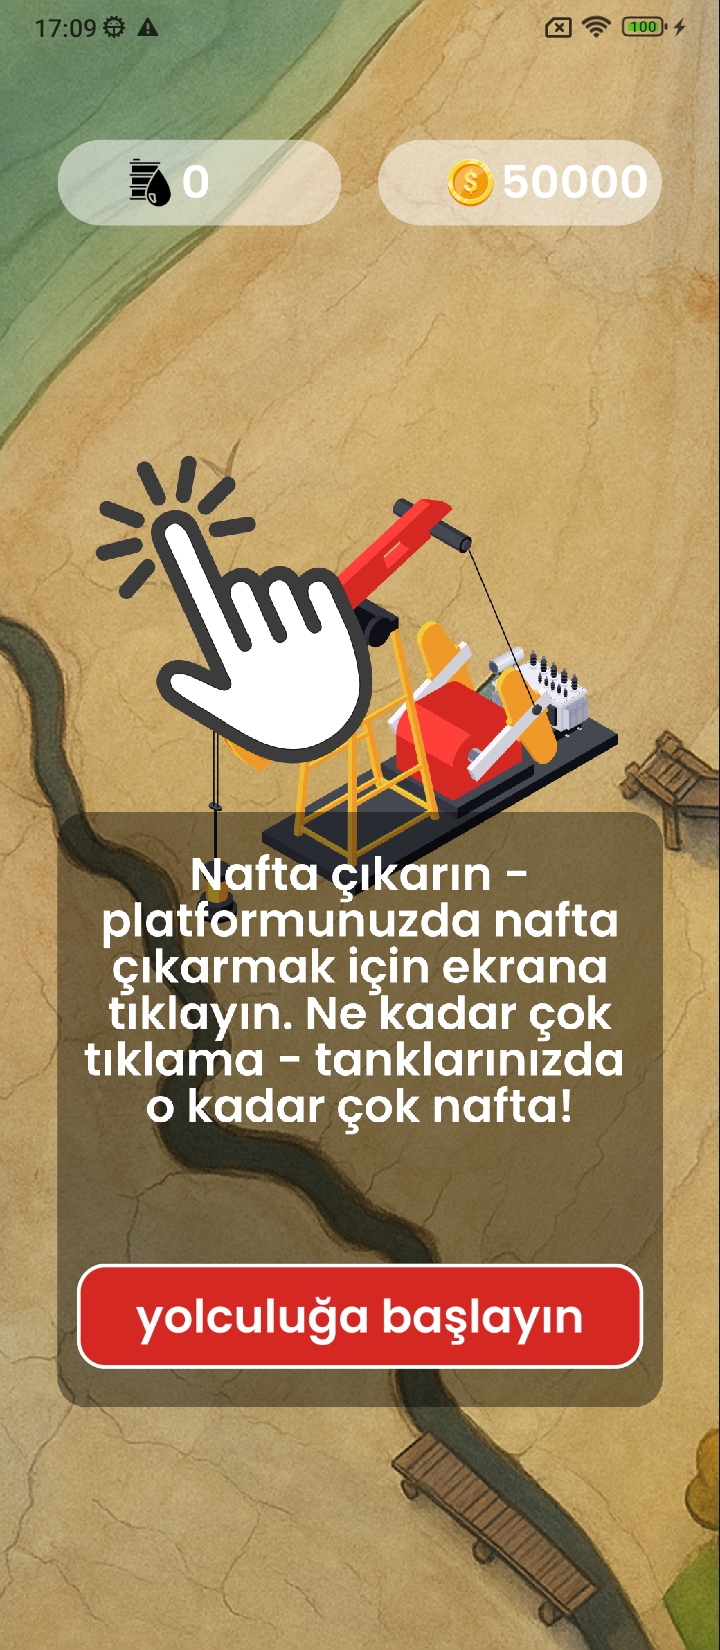 17:09
100
0
50000
Nafta çıkarın -
platformunuzda nafta
çıkarmak için ekrana
tıklayın. Ne kadar çok
tıklama - tanklarınızda
o kadar çok nafta!
yolculuğa başlayın